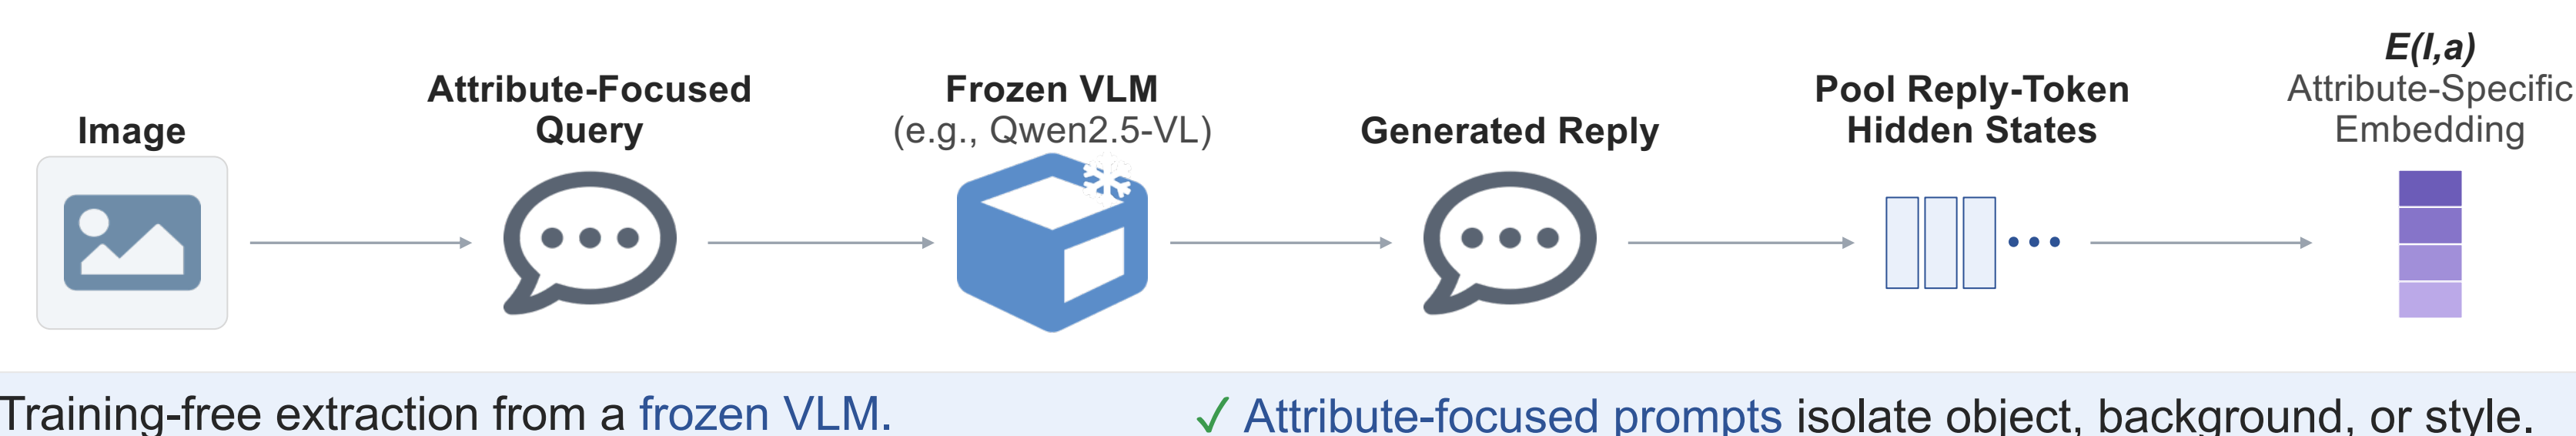 Image
Attribute-Focused
Query
Frozen VLM
(e.g., Qwen2.5-VL)
Generated Reply
Pool Reply-Token
Hidden States
E(I,a)
Attribute-Specific
Embedding
Training-free extraction from a frozen VLM.
✓ Attribute-focused prompts isolate object, background, or style.